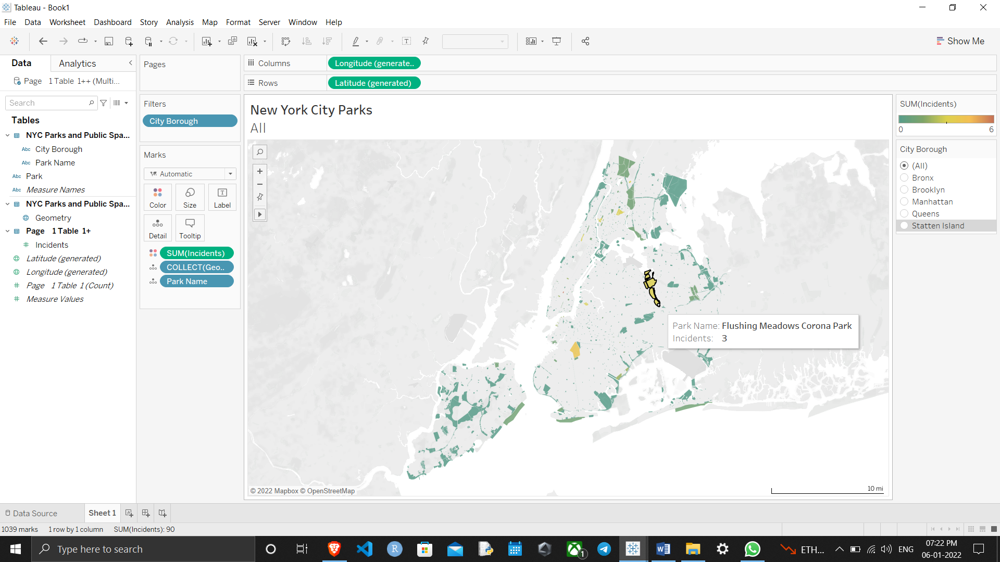 Tableau - Book1
File Data Worksheet Dashboard Story Analysis Map Format Server Window Help
Show Me
Data Analytics
Page 1 Table 1++ (Multi...
Search
Tables
NYC Parks and Public Spa...
Abc City Borough
Abc Park Name
Abc Park
Abc Measure Names
NYC Parks and Public Spa...
Geometry
Page 1 Table 1+
Incidents
Latitude (generated)
Longitude (generated)
Page 1 Table 1 (Count)
Measure Values
Pages
Filters
City Borough
Marks
Automatic
Color Size Label
Detail Tooltip
SUM(Incidents)
COLLECT(Geo..
Park Name
Columns Longitude (generate..
Rows Latitude (generated)
New York City Parks
All
Park Name: Flushing Meadows Corona Park
Incidents: 3
© 2022 Mapbox © OpenStreetMap
10 mi
SUM(Incidents)
0 6
City Borough
(All)
Bronx
Brooklyn
Manhattan
Queens
Statten Island
Data Source Sheet 1
1039 marks 1 row by 1 column SUM(Incidents): 90
Type here to search
1
ETH...
ENG
07:22 PM
06-01-2022